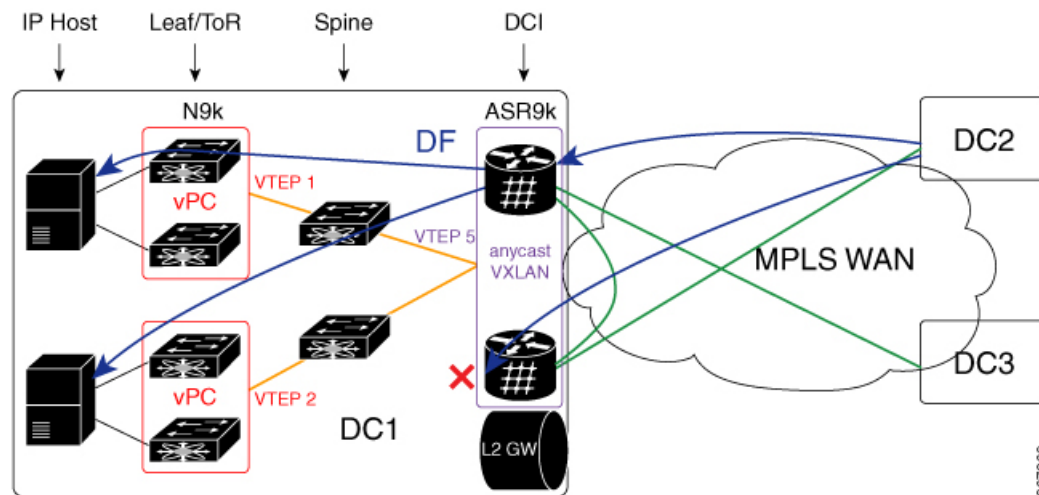 IP Host
Leaf/ToR
Spine
DCI
N9k
ASR9k
DF
DC2
vPC
VTEP 1
VTEP 5
anycast
VXLAN
MPLS WAN
vPC
VTEP 2
DC1
DC3
L2 GW